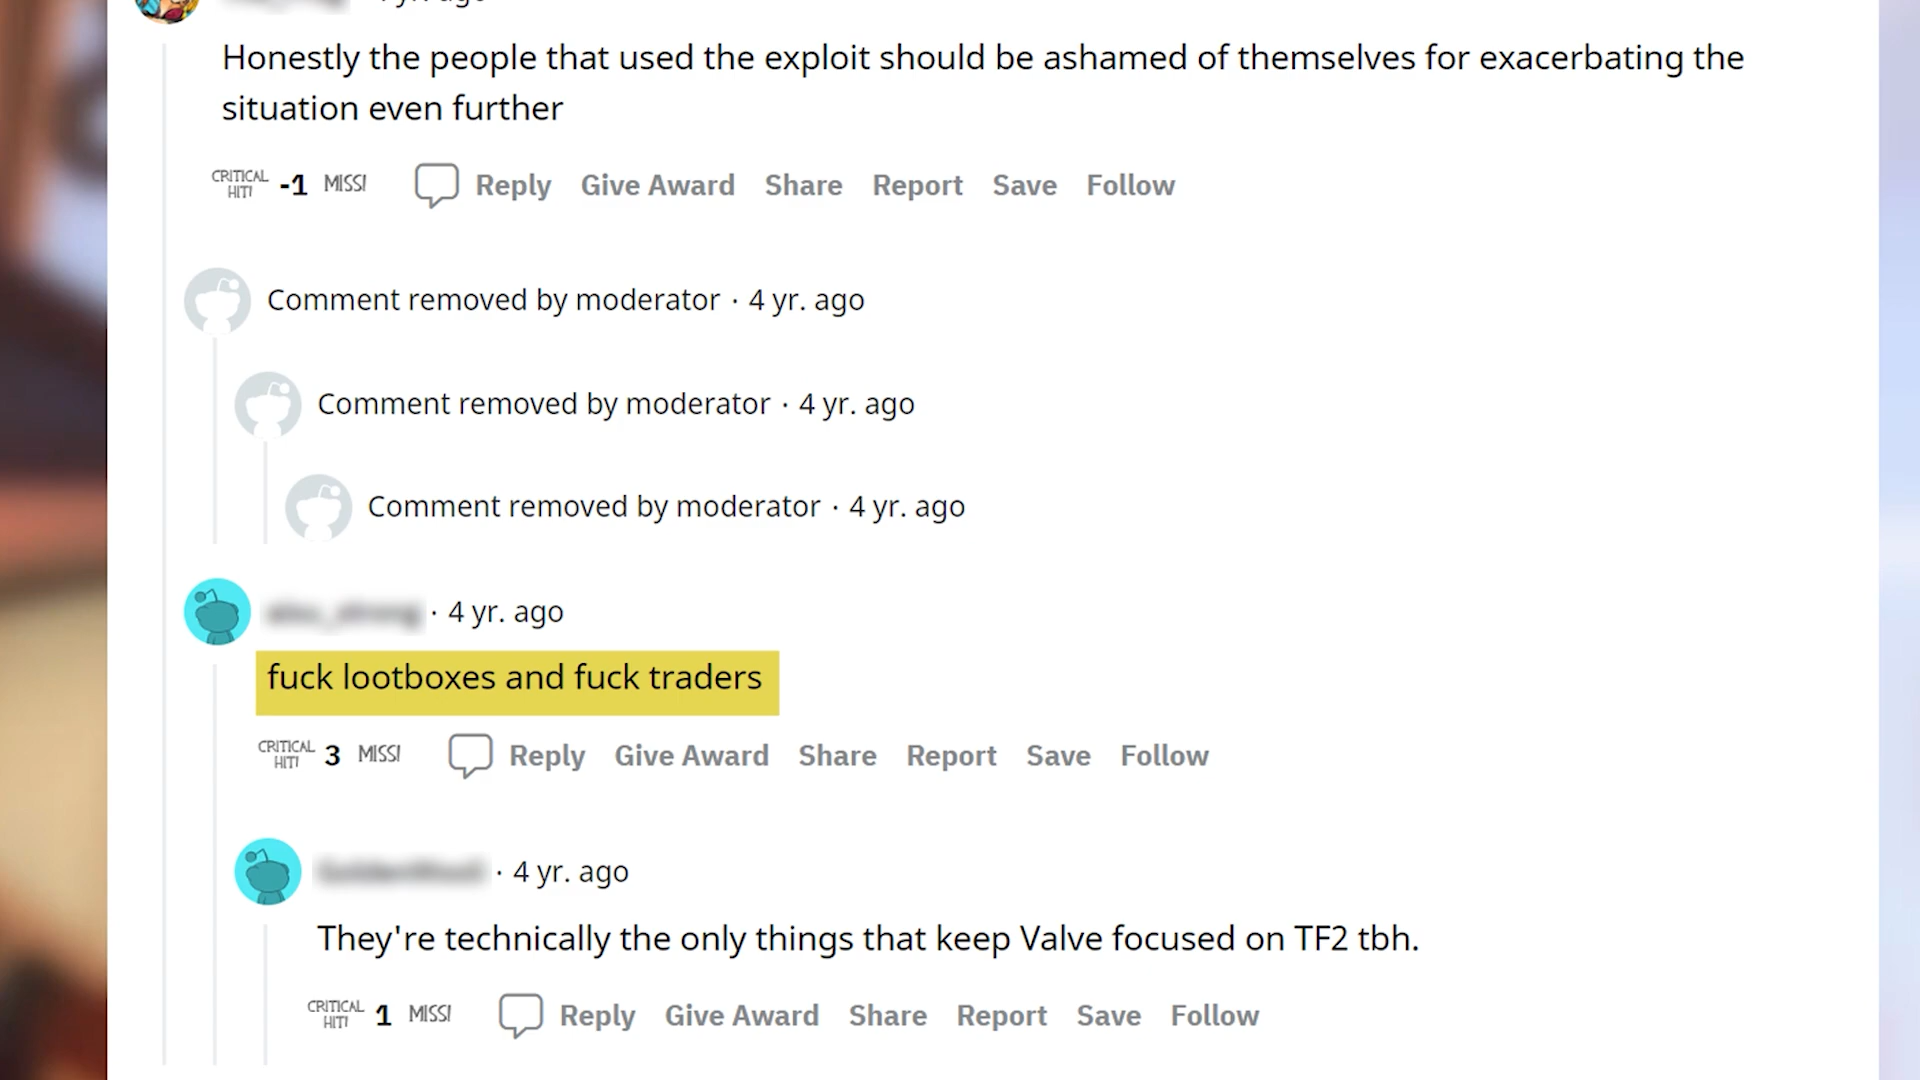 Honestly the people that used the exploit should be ashamed of themselves for exacerbating the
situation even further
CRITICAL HIT! -1 MISS! Reply Give Award Share Report Save Follow
Comment removed by moderator · 4 yr. ago
Comment removed by moderator · 4 yr. ago
Comment removed by moderator · 4 yr. ago
· 4 yr. ago
fuck lootboxes and fuck traders
CRITICAL HIT! 3 MISS! Reply Give Award Share Report Save Follow
· 4 yr. ago
They're technically the only things that keep Valve focused on TF2 tbh.
CRITICAL HIT! 1 MISS! Reply Give Award Share Report Save Follow